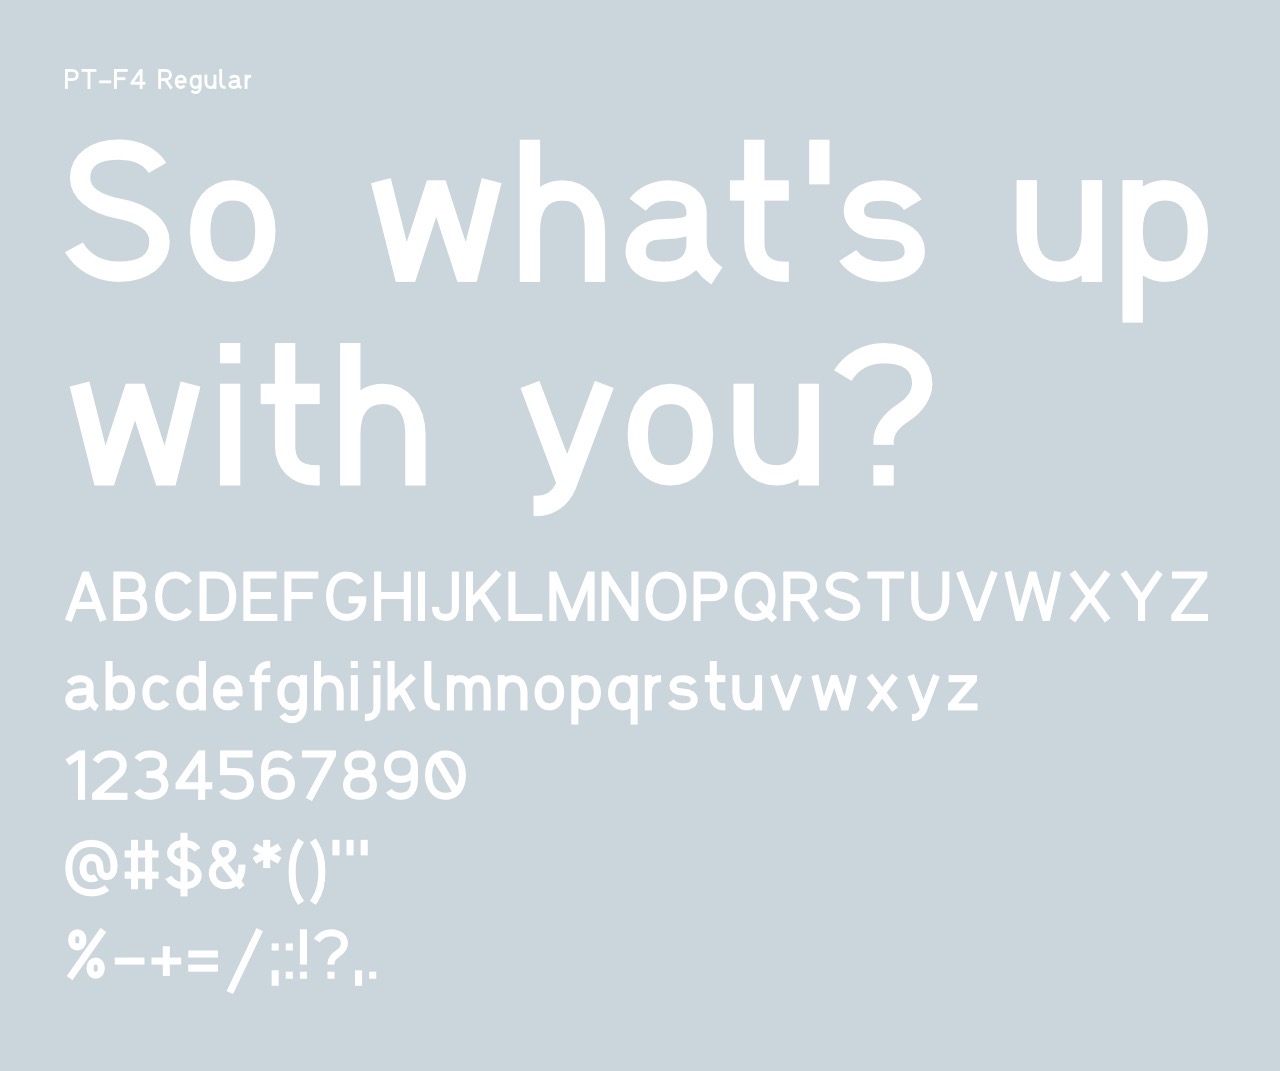 PT-F4 Regular
So what's up
with you?
ABCDEFGHIJKLMNOPQRSTUVWXYZ
abcdefghijklmnopqrstuvwxyz
1234567890
@#$&*()'"
%-+=/;:!?,.